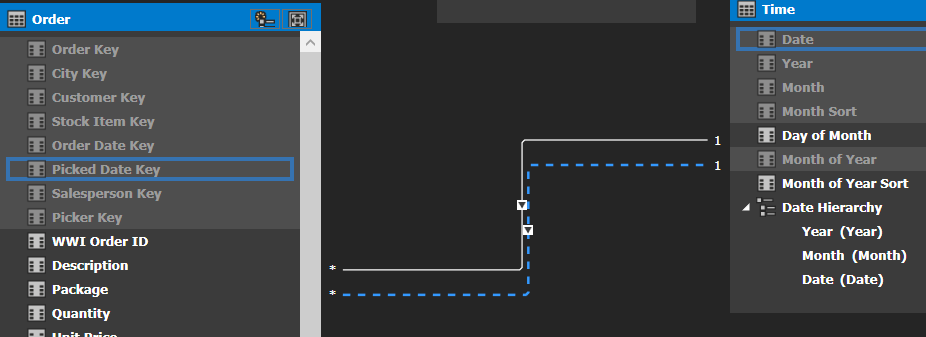 Order
Order Key
City Key
Customer Key
Stock Item Key
Order Date Key
Picked Date Key
Salesperson Key
Picker Key
WWI Order ID
Description
Package
Quantity
Unit Price
*
*
1
1
Time
Date
Year
Month
Month Sort
Day of Month
Month of Year
Month of Year Sort
Date Hierarchy
Year (Year)
Month (Month)
Date (Date)